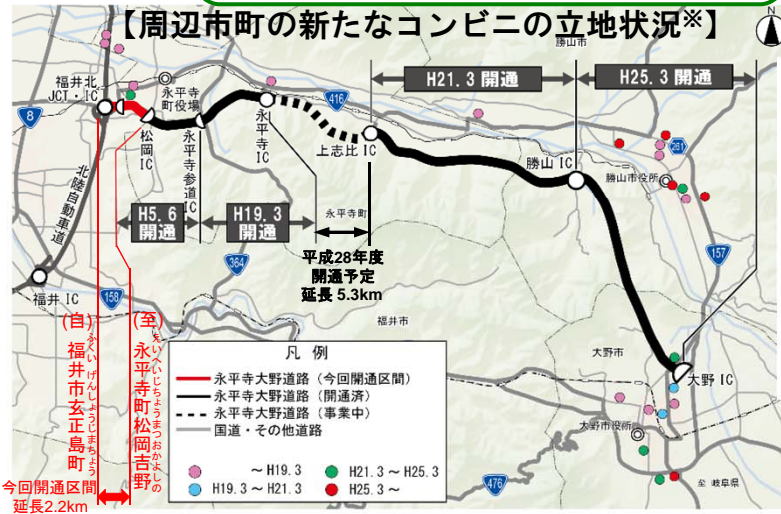 【周辺市町の新たなコンビニの立地状況※】
N
勝山市
福井北
JCT・IC
永平寺
町役場
8
416
H21.3 開通
H25.3 開通
松岡
IC
永平寺参道IC
永平寺IC
上志比 IC
勝山 IC
261
勝山市役所
北陸自動車道
H5.6
開通
H19.3
開通
永平寺町
平成28年度
開通予定
延長 5.3km
157
364
福井 IC
158
福井市
大野市
大野 IC
大野市役所
476
至 岐阜県
(自)
福井市玄正島町
ふくい げんしょうじまちょう
(至)
永平寺町松岡吉野
えいへいじちょうまつおかよしの
今回開通区間
延長2.2km
凡 例
永平寺大野道路（今回開通区間）
永平寺大野道路（開通済）
永平寺大野道路（事業中）
国道・その他道路
～ H19.3
H21.3 ～ H25.3
H19.3 ～ H21.3
H25.3 ～